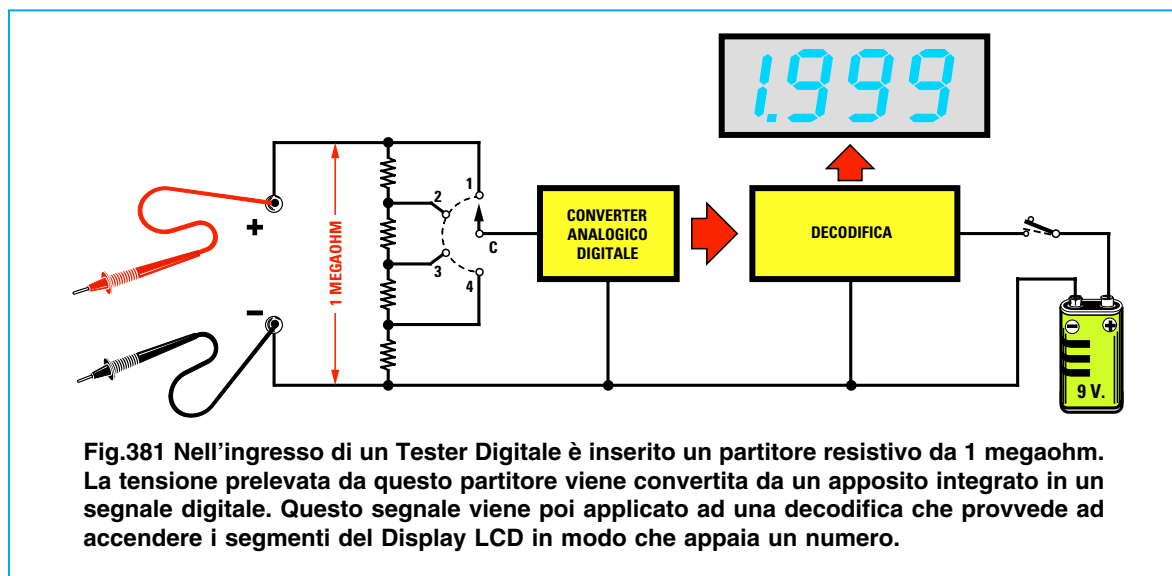 1.999
+
-
1 MEGAOHM
1
2
3
4
C
CONVERTER
ANALOGICO
DIGITALE
DECODIFICA
- +
9 V.
Fig.381 Nell'ingresso di un Tester Digitale è inserito un partitore resistivo da 1 megaohm.
La tensione prelevata da questo partitore viene convertita da un apposito integrato in un
segnale digitale. Questo segnale viene poi applicato ad una decodifica che provvede ad
accendere i segmenti del Display LCD in modo che appaia un numero.